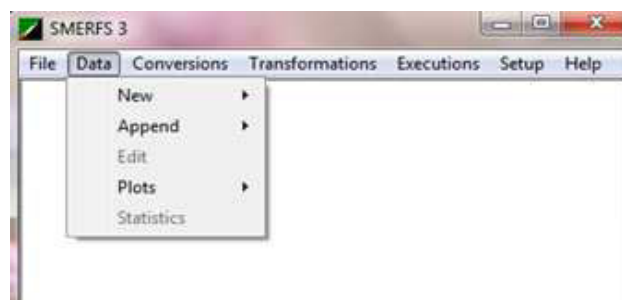 SMERFS 3
File Data Conversions Transformations Executions Setup Help
New
Append
Edit
Plots
Statistics